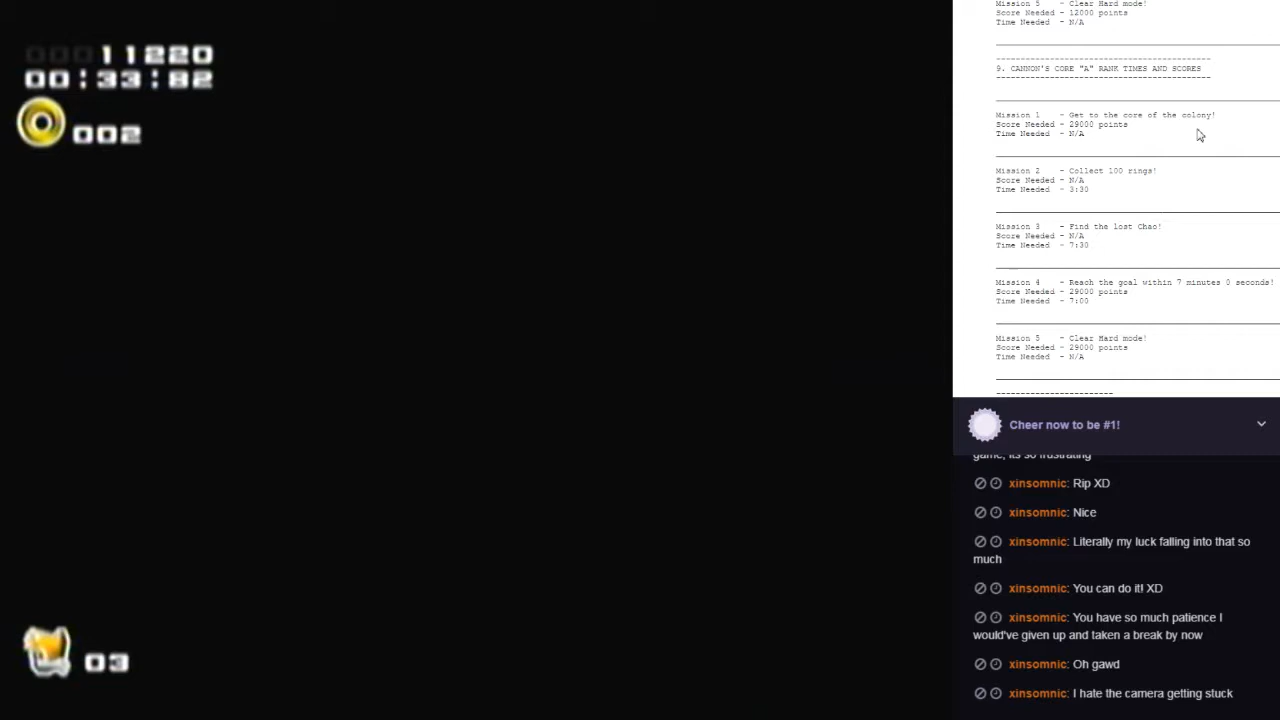 00011220
00:33:82
002
03
Mission 5    - Clear Hard mode!
Score Needed - 12000 points
Time Needed  - N/A
9. CANNON'S CORE "A" RANK TIMES AND SCORES
Mission 1    - Get to the core of the colony!
Score Needed - 29000 points
Time Needed  - N/A
Mission 2    - Collect 100 rings!
Score Needed - N/A
Time Needed  - 3:30
Mission 3    - Find the lost Chao!
Score Needed - N/A
Time Needed  - 7:30
Mission 4    - Reach the goal within 7 minutes 0 seconds!
Score Needed - 29000 points
Time Needed  - 7:00
Mission 5    - Clear Hard mode!
Score Needed - 29000 points
Time Needed  - N/A
Cheer now to be #1!
game, its so frustrating
xinsomnic: Rip XD
xinsomnic: Nice
xinsomnic: Literally my luck falling into that so
much
xinsomnic: You can do it! XD
xinsomnic: You have so much patience I
would've given up and taken a break by now
xinsomnic: Oh gawd
xinsomnic: I hate the camera getting stuck